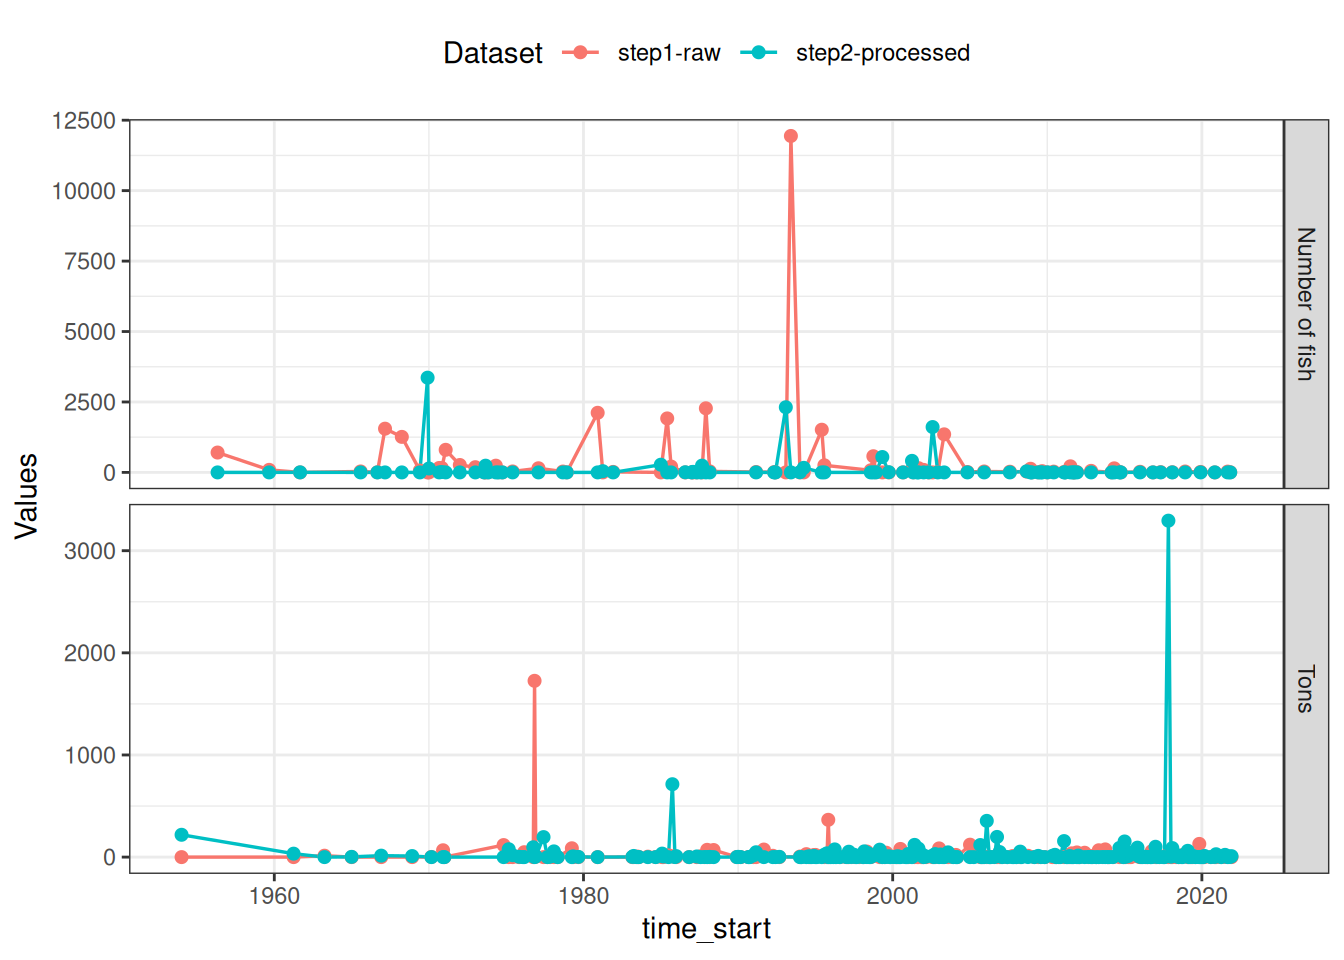 Dataset step1-raw step2-processed
12500
10000
7500
5000
2500
0
Number of fish
3000
2000
1000
0
Tons
Values
1960 1980 2000 2020
time_start